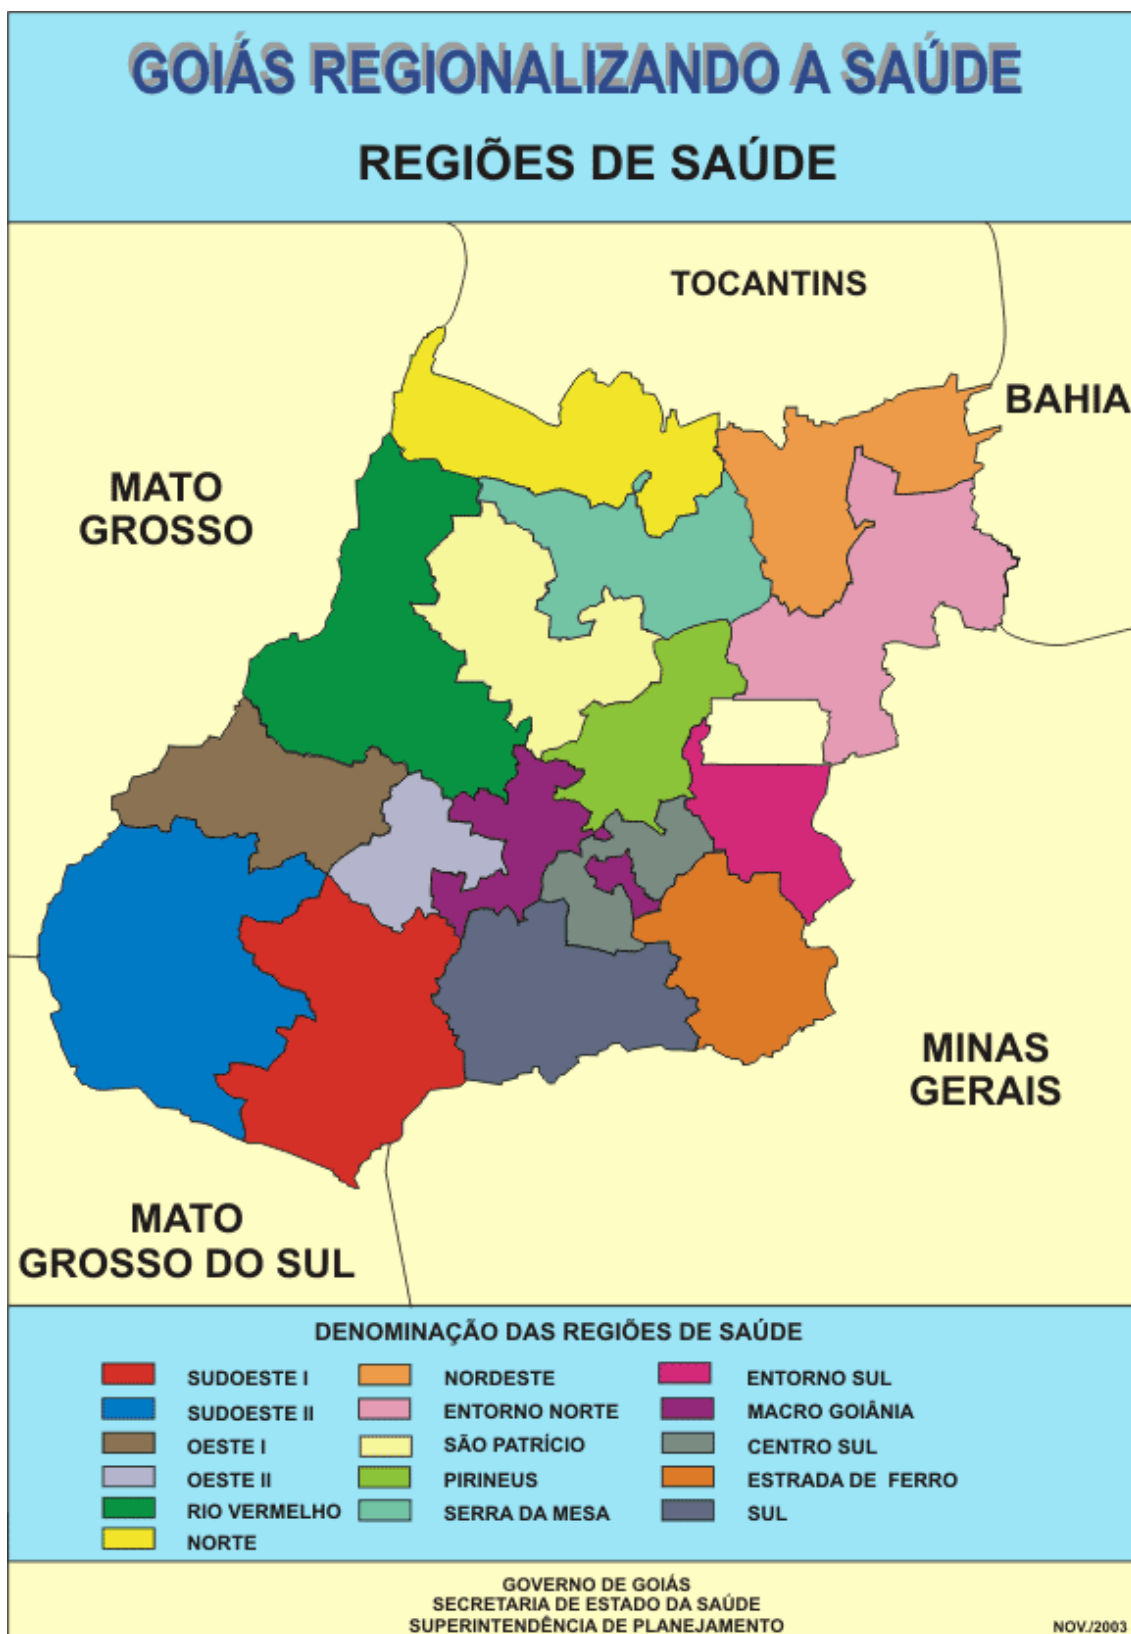 GOIÁS REGIONALIZANDO A SAÚDE
REGIÕES DE SAÚDE
TOCANTINS
BAHIA
MATO
GROSSO
MINAS
GERAIS
MATO
GROSSO DO SUL
DENOMINAÇÃO DAS REGIÕES DE SAÚDE
SUDOESTE I
SUDOESTE II
OESTE I
OESTE II
RIO VERMELHO
NORTE
NORDESTE
ENTORNO NORTE
SÃO PATRÍCIO
PIRINEUS
SERRA DA MESA
ENTORNO SUL
MACRO GOIÂNIA
CENTRO SUL
ESTRADA DE FERRO
SUL
GOVERNO DE GOIÁS
SECRETARIA DE ESTADO DA SAÚDE
SUPERINTENDÊNCIA DE PLANEJAMENTO
NOV./2003